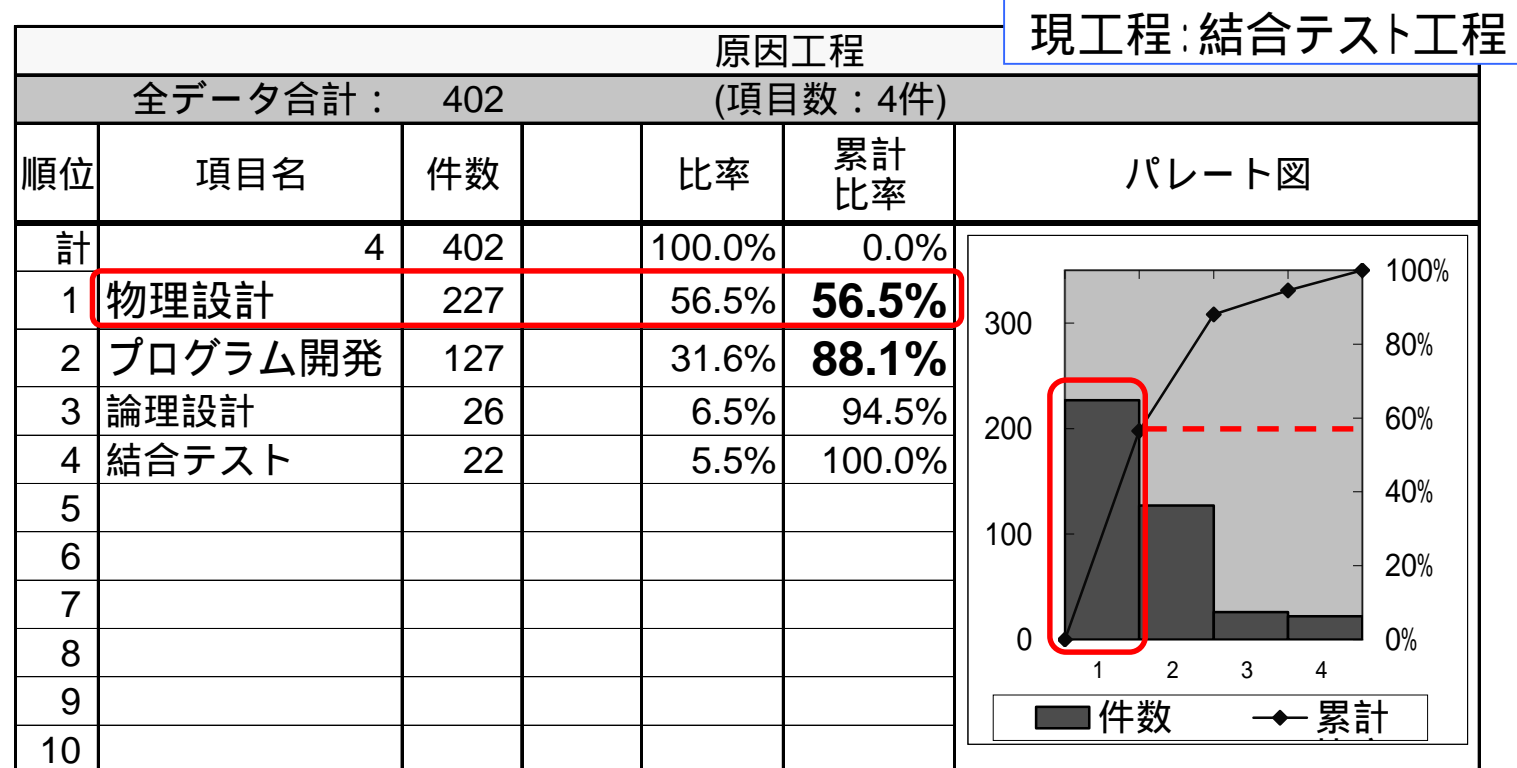 現工程:結合テスト工程
原因工程
全データ合計： 402 (項目数：4件)
順位 項目名 件数 比率 累計比率 パレート図
計 4 402 100.0% 0.0%
1 物理設計 227 56.5% 56.5%
2 プログラム開発 127 31.6% 88.1%
3 論理設計 26 6.5% 94.5%
4 結合テスト 22 5.5% 100.0%
5
6
7
8
9
10
300
200
100
0
100%
80%
60%
40%
20%
0%
1 2 3 4
件数 累計